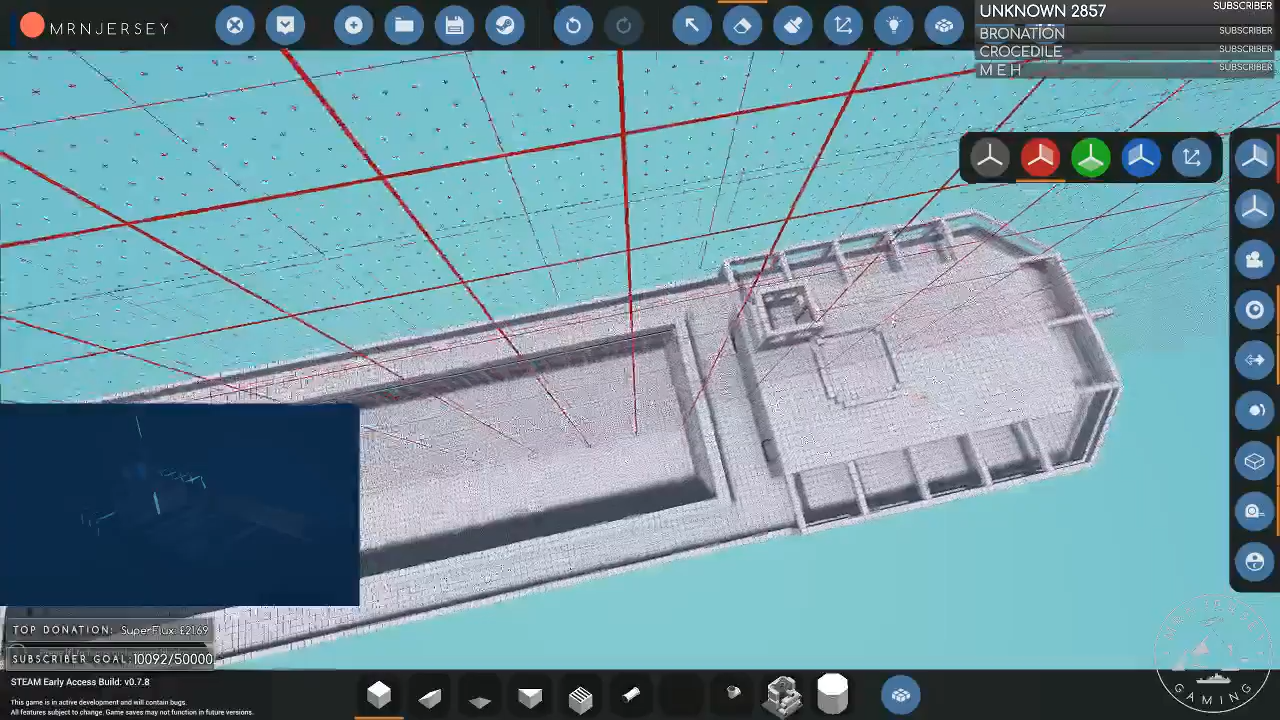 MRNJERSEY
UNKNOWN 2857 SUBSCRIBER
BRONATION SUBSCRIBER
CROCEDILE SUBSCRIBER
MEH SUBSCRIBER
TOP DONATION: SuperFlux: £2169
SUBSCRIBER GOAL: 10092/50000
STEAM Early Access Build: v0.7.8
This game is in active development and will contain bugs.
All features subject to change. Game saves may not function in future versions.
GAMING